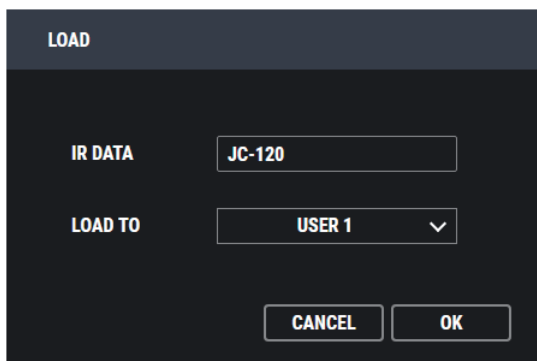 LOAD
IR DATA JC-120
LOAD TO USER 1
CANCEL OK